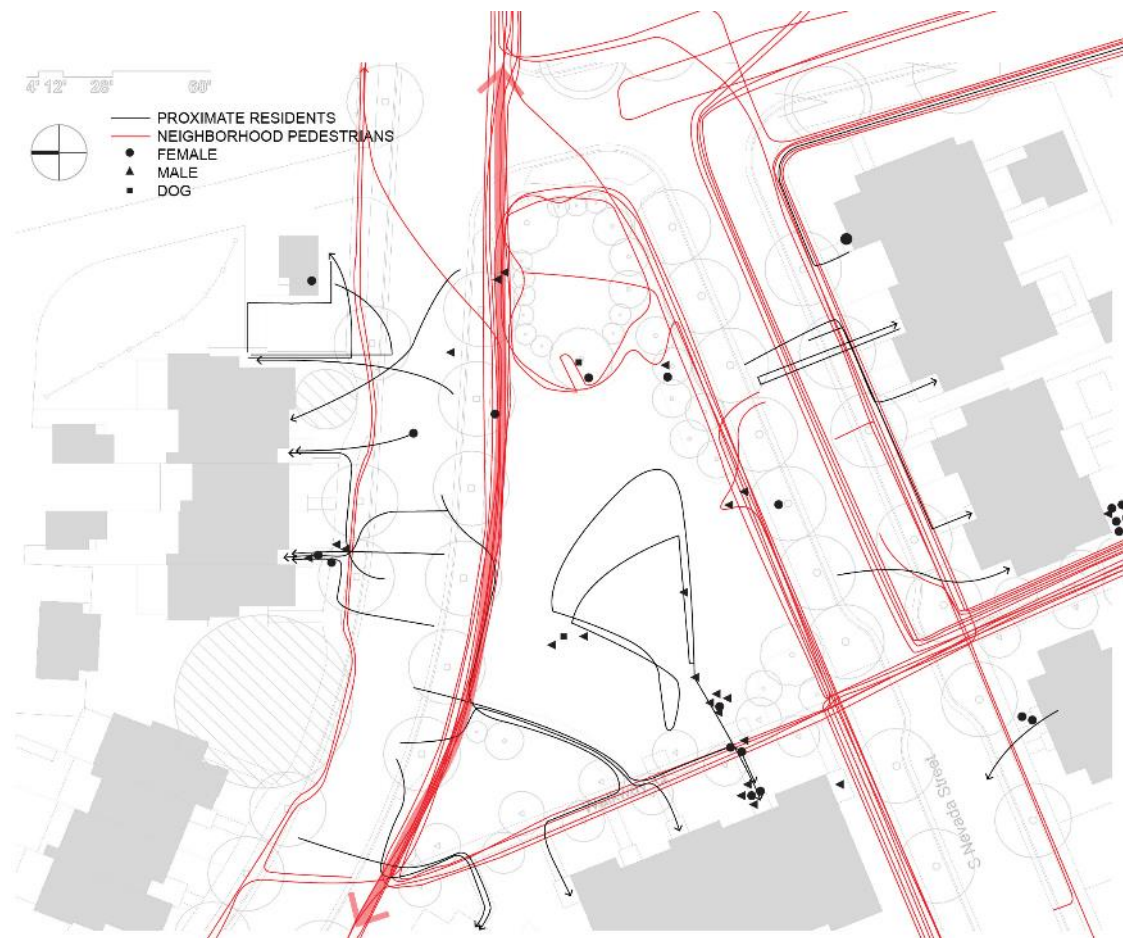 4' 12' 28' 60'
PROXIMATE RESIDENTS
NEIGHBORHOOD PEDESTRIANS
FEMALE
MALE
DOG
S Nevada Street